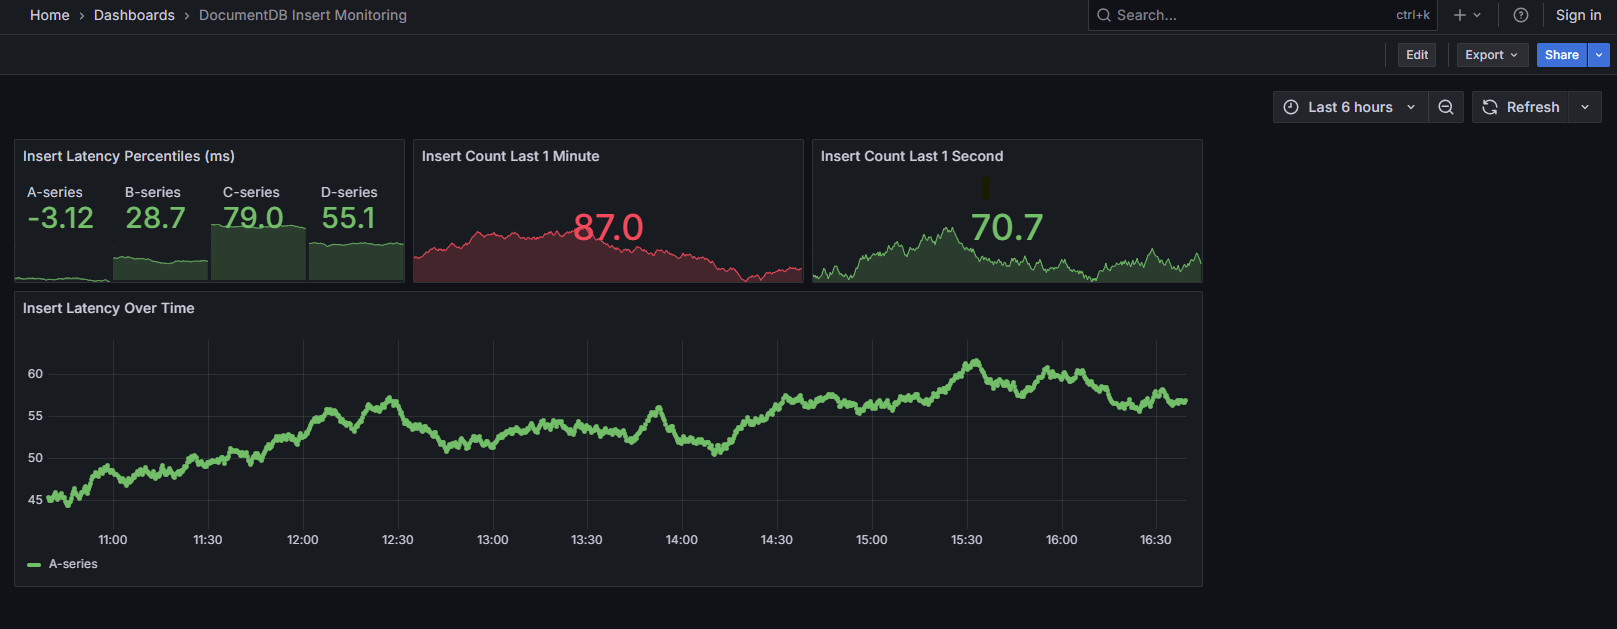 Home › Dashboards › DocumentDB Insert Monitoring
Search... ctrl+k
Sign in
Edit
Export
Share
Last 6 hours
Refresh
Insert Latency Percentiles (ms)
A-series B-series C-series D-series
-3.12 28.7 79.0 55.1
Insert Count Last 1 Minute
87.0
Insert Count Last 1 Second
70.7
Insert Latency Over Time
60
55
50
45
11:00 11:30 12:00 12:30 13:00 13:30 14:00 14:30 15:00 15:30 16:00 16:30
A-series